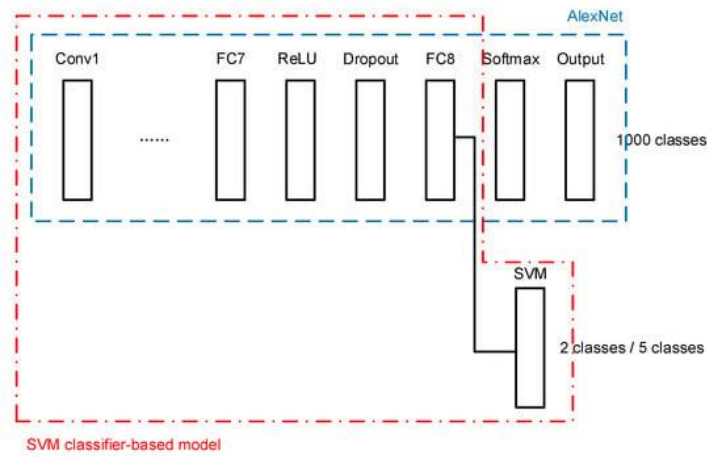 AlexNet
Conv1 FC7 ReLU Dropout FC8 Softmax Output
......
1000 classes
SVM
2 classes / 5 classes
SVM classifier-based model